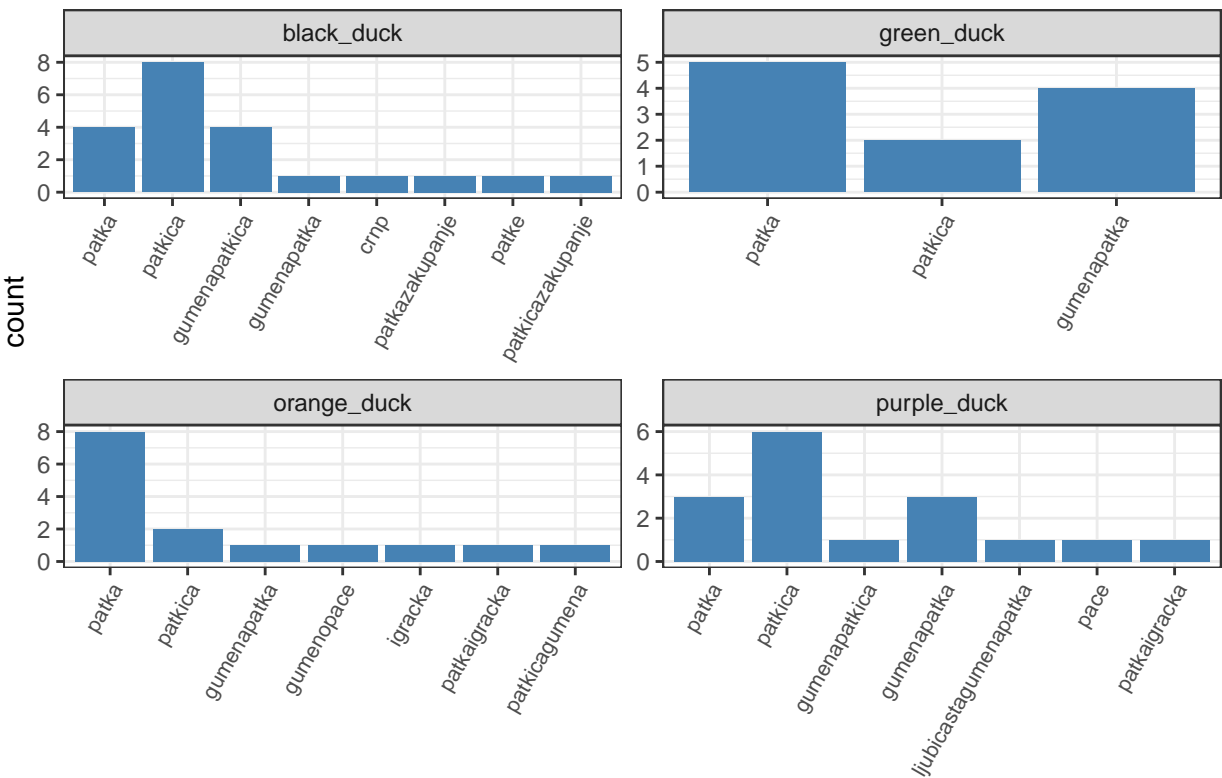 black_duck
8
6
4
2
0
patka
patkica
gumenapatkica
gumenapatka
crnp
patkazakupanje
patke
patkicazakupanje
green_duck
5
4
3
2
1
0
patka
patkica
gumenapatka
count
orange_duck
8
6
4
2
0
patka
patkica
gumenapatka
gumenopace
igracka
patkaigracka
patkicagumena
purple_duck
6
4
2
0
patka
patkica
gumenapatkica
gumenapatka
ljubicastagumenapatka
pace
patkaigracka